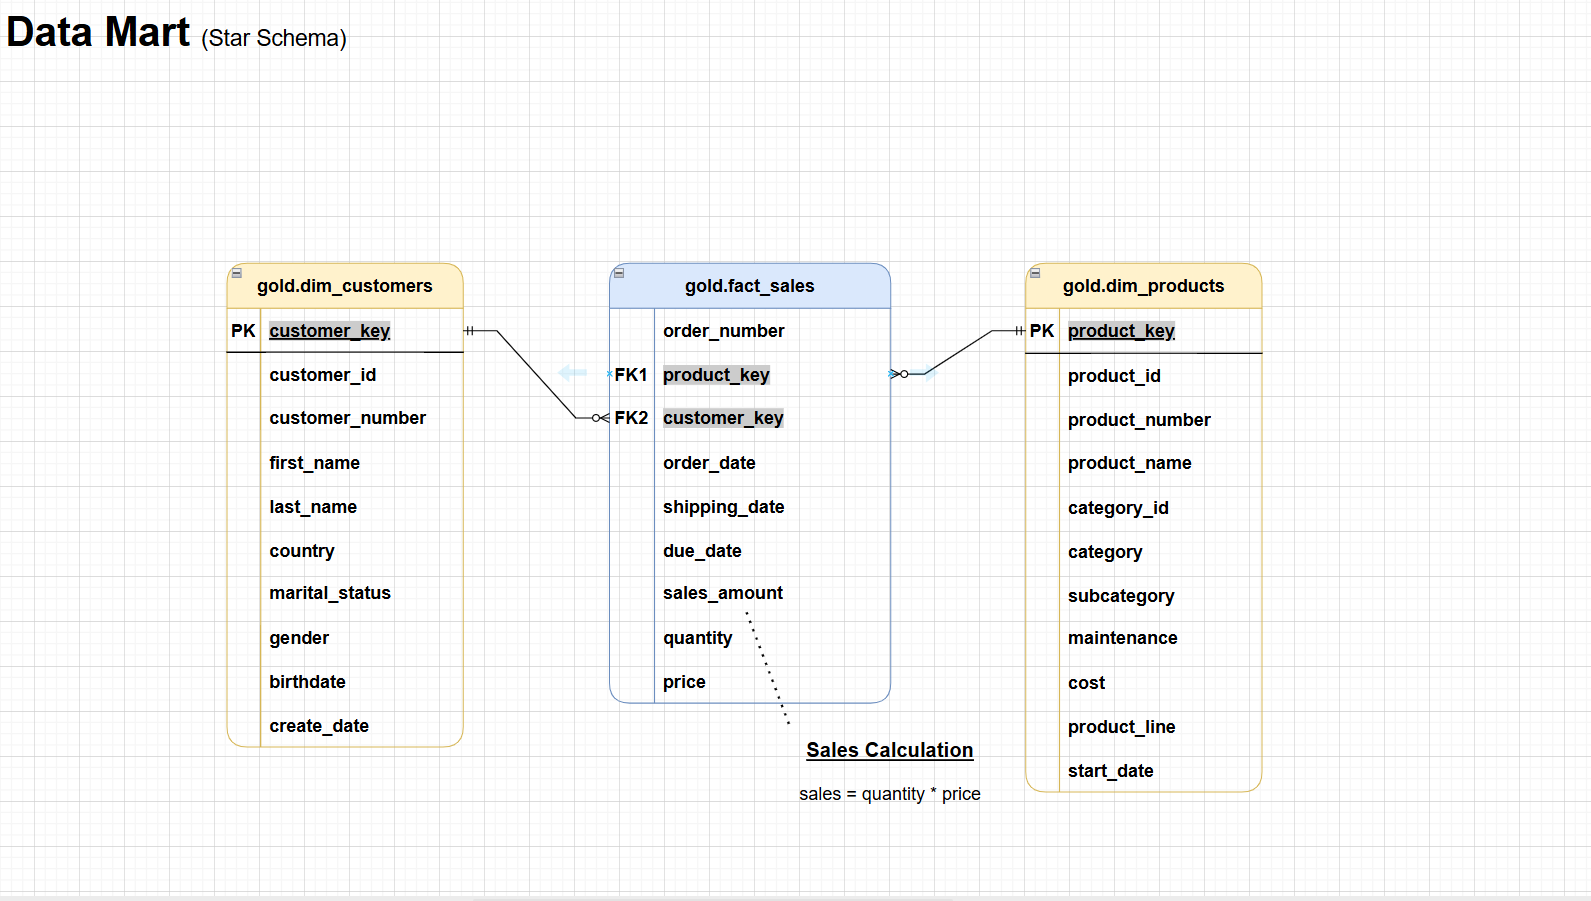 Data Mart (Star Schema)
gold.dim_customers
PK customer_key
customer_id
customer_number
first_name
last_name
country
marital_status
gender
birthdate
create_date
gold.fact_sales
order_number
FK1 product_key
FK2 customer_key
order_date
shipping_date
due_date
sales_amount
quantity
price
Sales Calculation
sales = quantity * price
gold.dim_products
PK product_key
product_id
product_number
product_name
category_id
category
subcategory
maintenance
cost
product_line
start_date